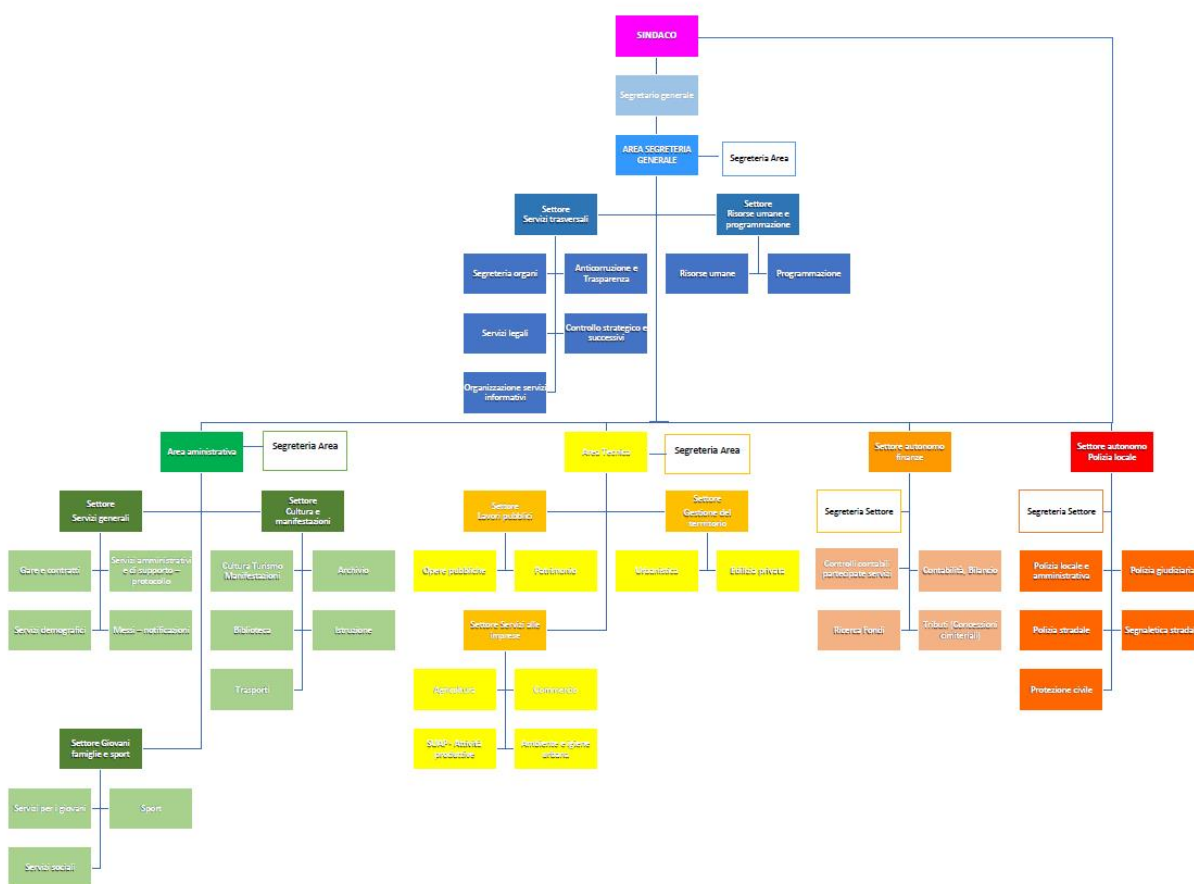 SINDACO
Segretario generale
AREA SEGRETERIA
GENERALE
Segreteria Area
Settore
Servizi trasversali
Settore
Risorse umane e
programmazione
Segreteria organi
Anticorruzione e
Trasparenza
Risorse umane
Programmazione
Servizi legali
Controllo strategico e
successivi
Organizzazione servizi
informativi
Area aministrativa
Segreteria Area
Area Tecnica
Segreteria Area
Settore autonomo
finanze
Settore autonomo
Polizia locale
Settore
Servizi generali
Settore
Cultura e
manifestazioni
Settore
Lavori pubblici
Settore
Gestione del
territorio
Segreteria Settore
Segreteria Settore
Gare e contratti
Servizi amministrativi
e di supporto –
protocollo
Cultura Turismo
Manifestazioni
Archivio
Opere pubbliche
Patrimonio
Urbanistica
Edilizia privata
Controlli contabili
partecipate servizi
Contabilità, Bilancio
Polizia locale e
amministrativa
Polizia giudiziaria
Servizi demografici
Messi – notificazioni
Biblioteca
Istruzione
Settore Servizi alle
imprese
Ricerca Fondi
Tributi (Concessioni
cimiteriali)
Polizia stradale
Segnaletica strada
Trasporti
Agricoltura
Commercio
Protezione civile
Settore Giovani
famiglie e sport
SUAP - Attività
produttive
Ambiente e igiene
urbana
Servizi per i giovani
Sport
Servizi sociali